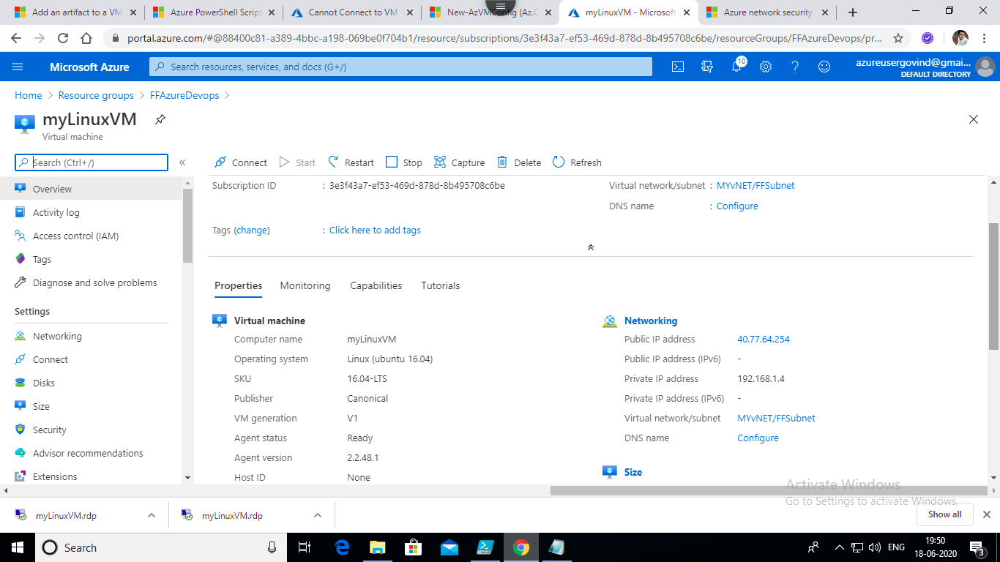 Add an artifact to a VM
Azure PowerShell Script
Cannot Connect to VM
New-AzVMConfig (Az.C
myLinuxVM - Microsoft
Azure network security
portal.azure.com/#@88400c81-a389-4bbc-a198-069be0f704b1/resource/subscriptions/3e3f43a7-ef53-469d-878d-8b495708c6be/resourceGroups/FFAzureDevops/pr...
Microsoft Azure
Search resources, services, and docs (G+/)
10
azureusergovind@gmai...
DEFAULT DIRECTORY
Home > Resource groups > FFAzureDevops >
myLinuxVM
Virtual machine
Search (Ctrl+/)
Connect Start Restart Stop Capture Delete Refresh
Overview
Activity log
Access control (IAM)
Tags
Diagnose and solve problems
Settings
Networking
Connect
Disks
Size
Security
Advisor recommendations
Extensions
Subscription ID : 3e3f43a7-ef53-469d-878d-8b495708c6be
Virtual network/subnet : MYvNET/FFSubnet
DNS name : Configure
Tags (change) : Click here to add tags
Properties Monitoring Capabilities Tutorials
Virtual machine
Computer name myLinuxVM
Operating system Linux (ubuntu 16.04)
SKU 16.04-LTS
Publisher Canonical
VM generation V1
Agent status Ready
Agent version 2.2.48.1
Host ID None
Networking
Public IP address 40.77.64.254
Public IP address (IPv6) -
Private IP address 192.168.1.4
Private IP address (IPv6) -
Virtual network/subnet MYvNET/FFSubnet
DNS name Configure
Size
Activate Windows
Go to Settings to activate Windows.
myLinuxVM.rdp
myLinuxVM.rdp
Show all
Search
ENG
19:50
18-06-2020
3